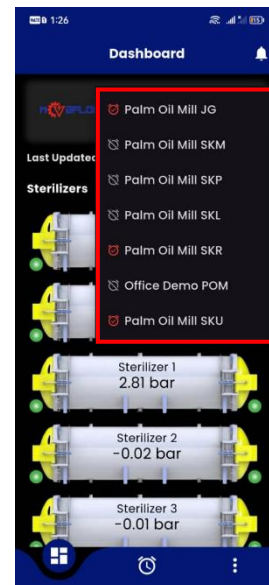 1:26
Dashboard
Palm Oil Mill JG
Palm Oil Mill SKM
Last Updated
Palm Oil Mill SKP
Sterilizers
Palm Oil Mill SKL
Palm Oil Mill SKR
Office Demo POM
Palm Oil Mill SKU
Sterilizer 1
2.81 bar
Sterilizer 2
-0.02 bar
Sterilizer 3
-0.01 bar